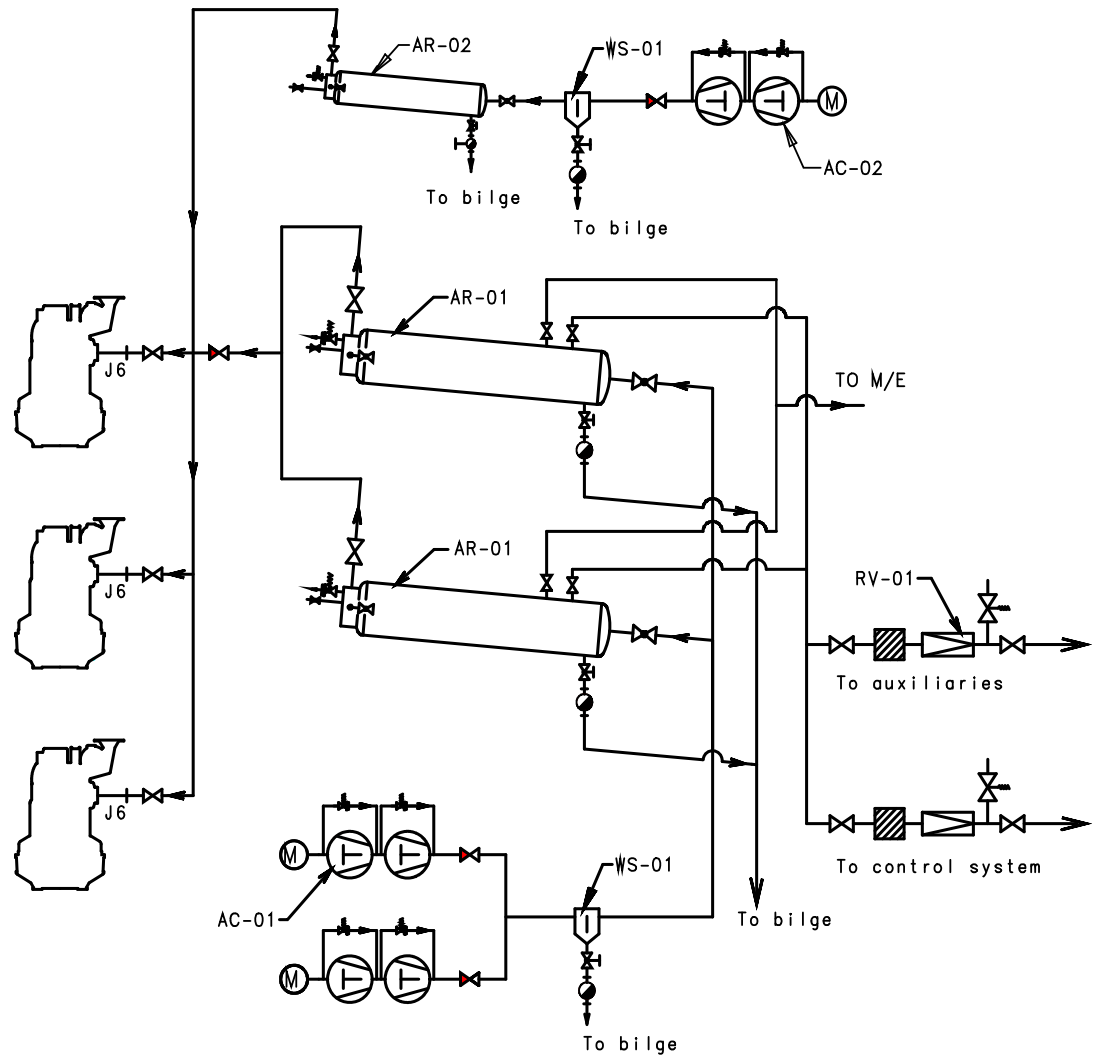 AR-02
WS-01
M
AC-02
To bilge
To bilge
AR-01
J6
TO M/E
AR-01
J6
RV-01
To auxiliaries
J6
M
To control system
WS-01
AC-01
To bilge
M
To bilge